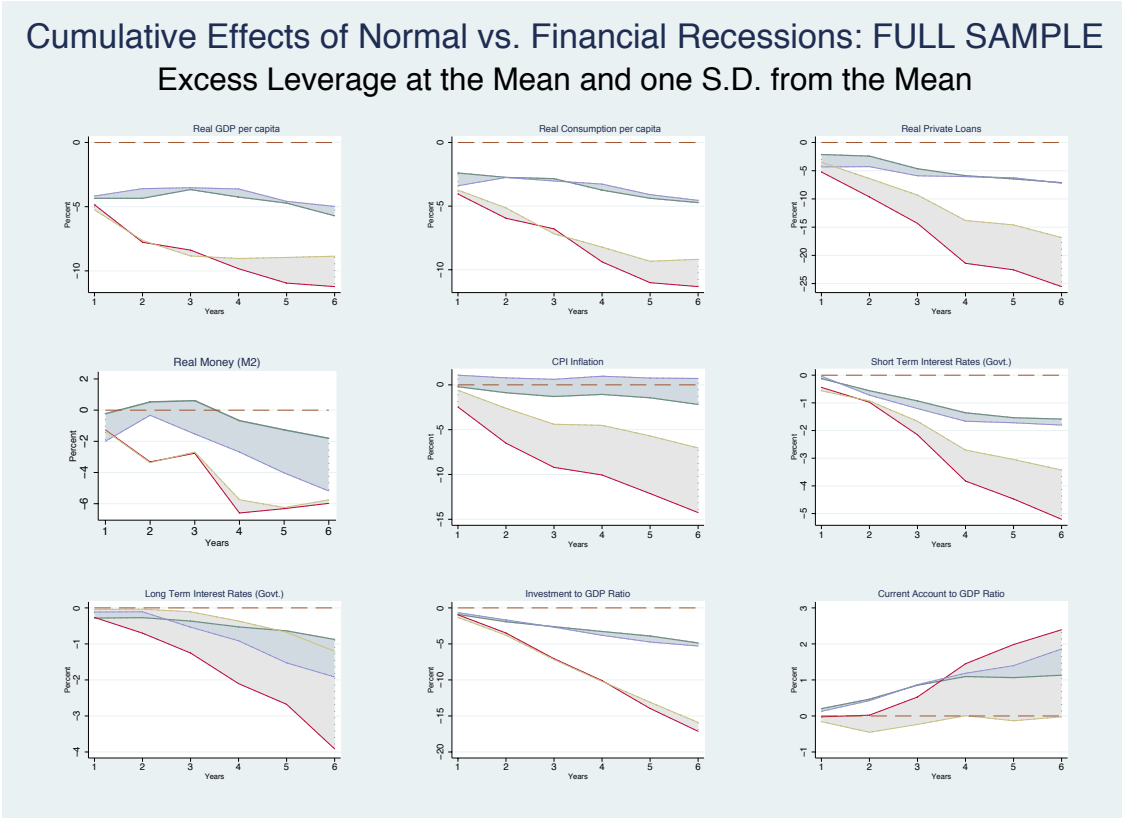 Cumulative Effects of Normal vs. Financial Recessions: FULL SAMPLE
Excess Leverage at the Mean and one S.D. from the Mean
Real GDP per capita
0
−5
−10
Percent
1 2 3 4 5 6
Years
Real Consumption per capita
0
−5
−10
Percent
1 2 3 4 5 6
Years
Real Private Loans
0
−5
−10
−15
−20
−25
Percent
1 2 3 4 5 6
Years
Real Money (M2)
2
0
−2
−4
−6
Percent
1 2 3 4 5 6
Years
CPI Inflation
0
−5
−10
−15
Percent
1 2 3 4 5 6
Years
Short Term Interest Rates (Govt.)
0
−1
−2
−3
−4
−5
Percent
1 2 3 4 5 6
Years
Long Term Interest Rates (Govt.)
0
−1
−2
−3
−4
Percent
1 2 3 4 5 6
Years
Investment to GDP Ratio
0
−5
−10
−15
−20
Percent
1 2 3 4 5 6
Years
Current Account to GDP Ratio
3
2
1
0
−1
Percent
1 2 3 4 5 6
Years